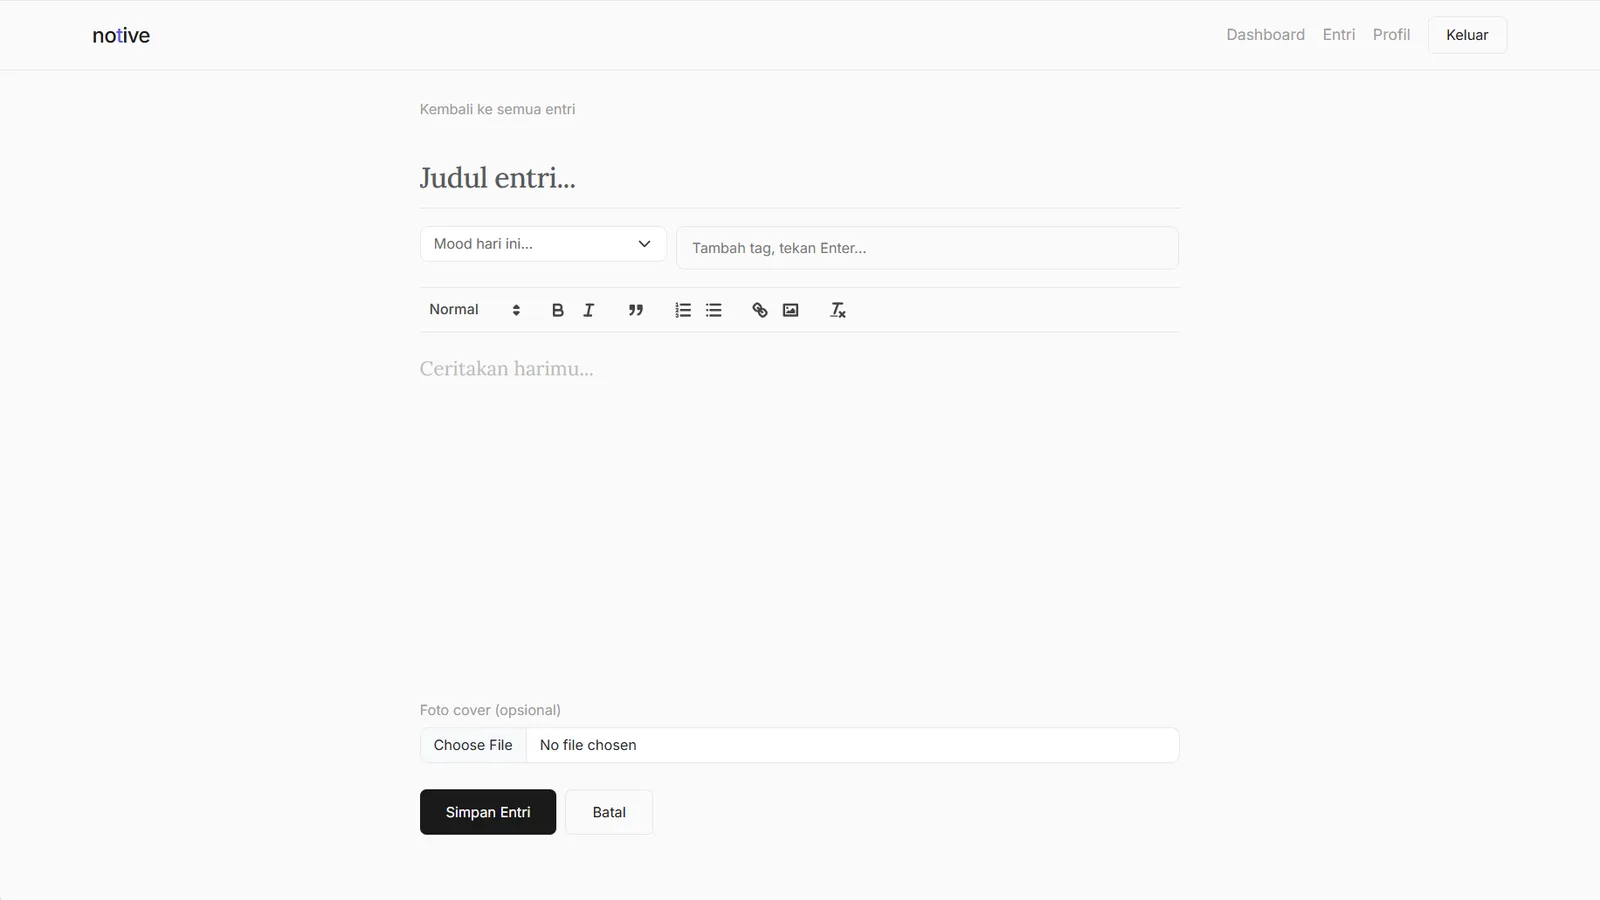 notive
Dashboard Entri Profil Keluar
Kembali ke semua entri
Judul entri...
Mood hari ini... Tambah tag, tekan Enter...
Normal
Ceritakan harimu...
Foto cover (opsional)
Choose File No file chosen
Simpan Entri Batal